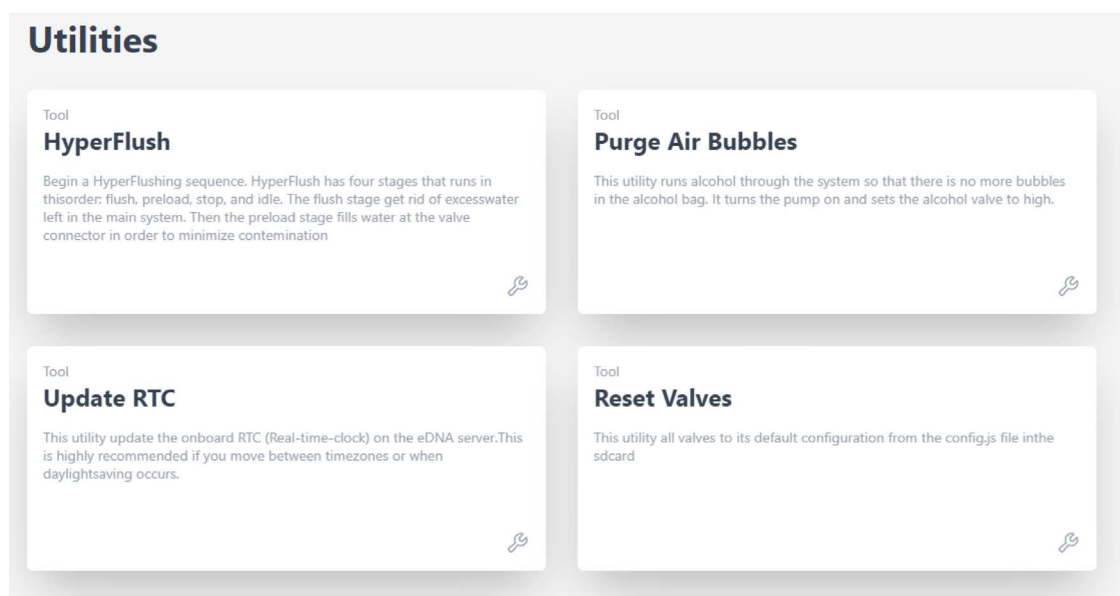 Utilities
Tool
HyperFlush
Begin a HyperFlushing sequence. HyperFlush has four stages that runs in
thisorder: flush, preload, stop, and idle. The flush stage get rid of excesswater
left in the main system. Then the preload stage fills water at the valve
connector in order to minimize contemination
Tool
Purge Air Bubbles
This utility runs alcohol through the system so that there is no more bubbles
in the alcohol bag. It turns the pump on and sets the alcohol valve to high.
Tool
Update RTC
This utility update the onboard RTC (Real-time-clock) on the eDNA server.This
is highly recommended if you move between timezones or when
daylightsaving occurs.
Tool
Reset Valves
This utility all valves to its default configuration from the config.js file inthe
sdcard